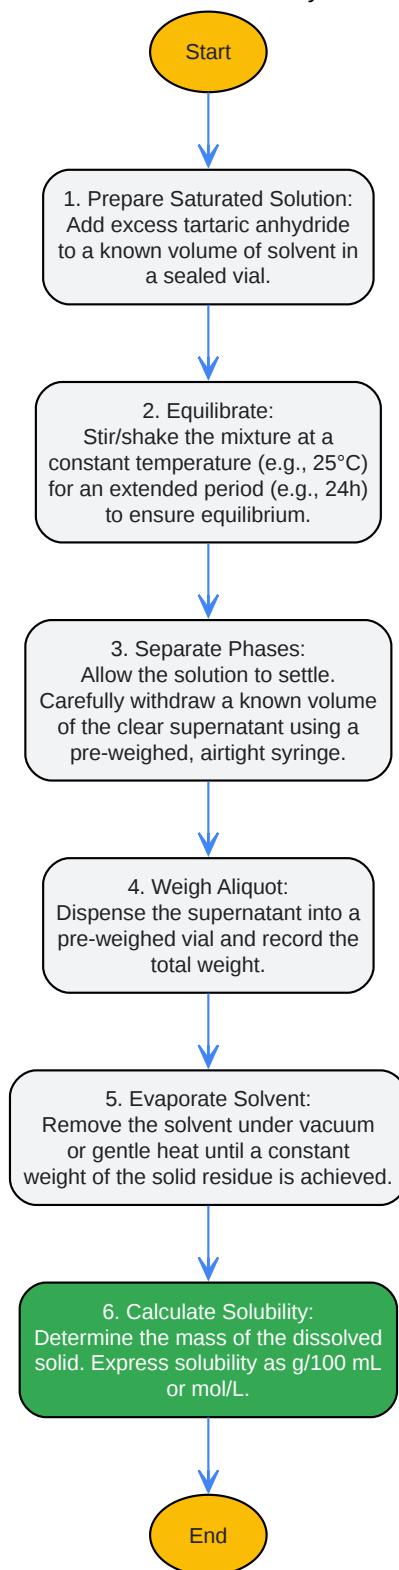 Start
1. Prepare Saturated Solution:
Add excess tartaric anhydride
to a known volume of solvent in
a sealed vial.
2. Equilibrate:
Stir/shake the mixture at a
constant temperature (e.g., 25°C)
for an extended period (e.g., 24h)
to ensure equilibrium.
3. Separate Phases:
Allow the solution to settle.
Carefully withdraw a known volume
of the clear supernatant using a
pre-weighed, airtight syringe.
4. Weigh Aliquot:
Dispense the supernatant into a
pre-weighed vial and record the
total weight.
5. Evaporate Solvent:
Remove the solvent under vacuum
or gentle heat until a constant
weight of the solid residue is achieved.
6. Calculate Solubility:
Determine the mass of the dissolved
solid. Express solubility as g/100 mL
or mol/L.
End